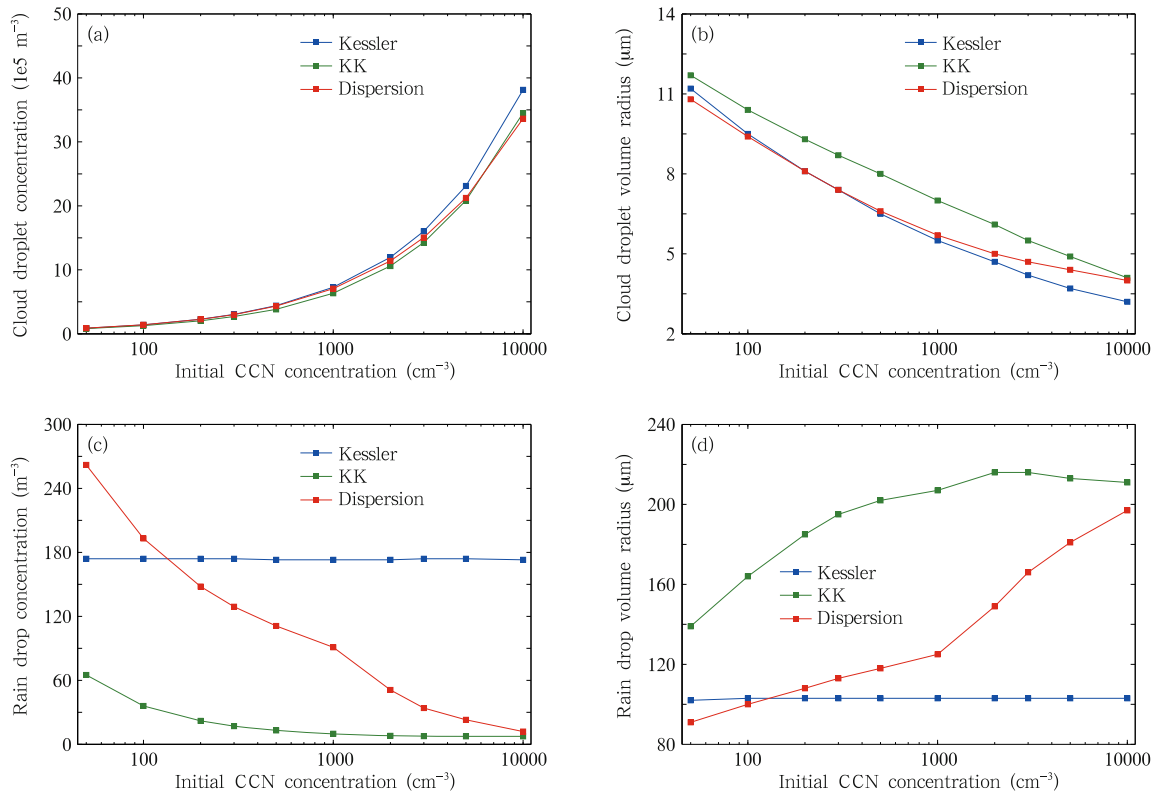 (a)
Kessler
KK
Dispersion
Cloud droplet concentration (1e5 m⁻³)
50
40
30
20
10
0
100
1000
10000
Initial CCN concentration (cm⁻³)
(b)
Kessler
KK
Dispersion
Cloud droplet volume radius (μm)
14
11
8
5
2
100
1000
10000
Initial CCN concentration (cm⁻³)
(c)
Kessler
KK
Dispersion
Rain drop concentration (m⁻³)
300
240
180
120
60
0
100
1000
10000
Initial CCN concentration (cm⁻³)
(d)
Kessler
KK
Dispersion
Rain drop volume radius (μm)
240
200
160
120
80
100
1000
10000
Initial CCN concentration (cm⁻³)